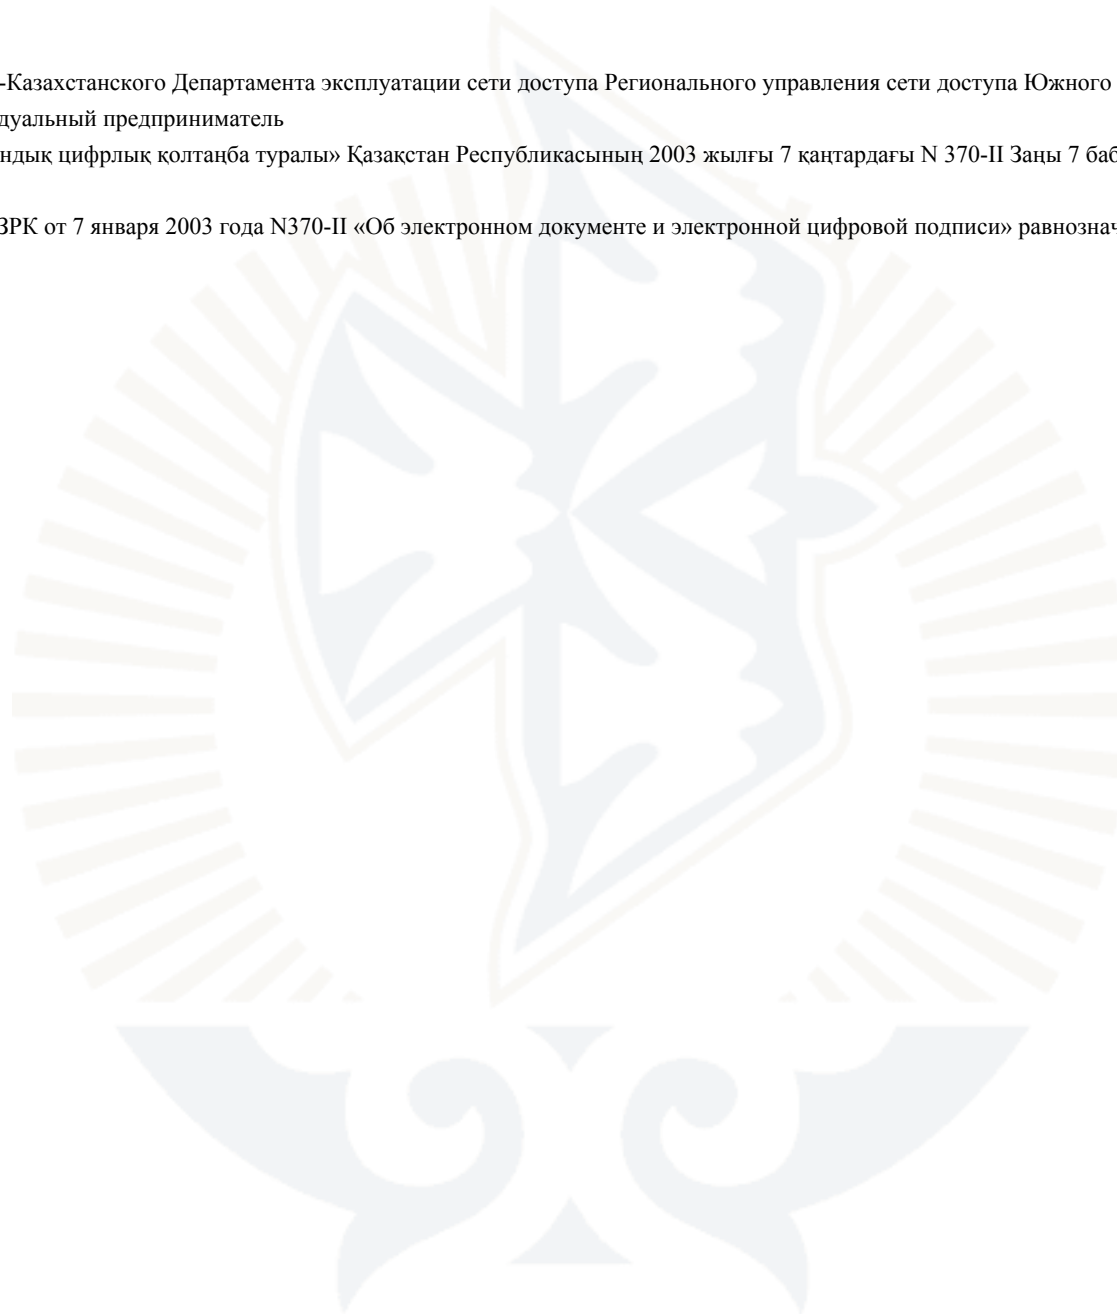 -Казахстанского Департамента эксплуатации сети доступа Регионального управления сети доступа Южного
дуальный предприниматель
ндық цифрлық қолтаңба туралы» Қазақстан Республикасының 2003 жылғы 7 қаңтардағы N 370-II Заңы 7 баб
ЗРК от 7 января 2003 года N370-II «Об электронном документе и электронной цифровой подписи» равнознач